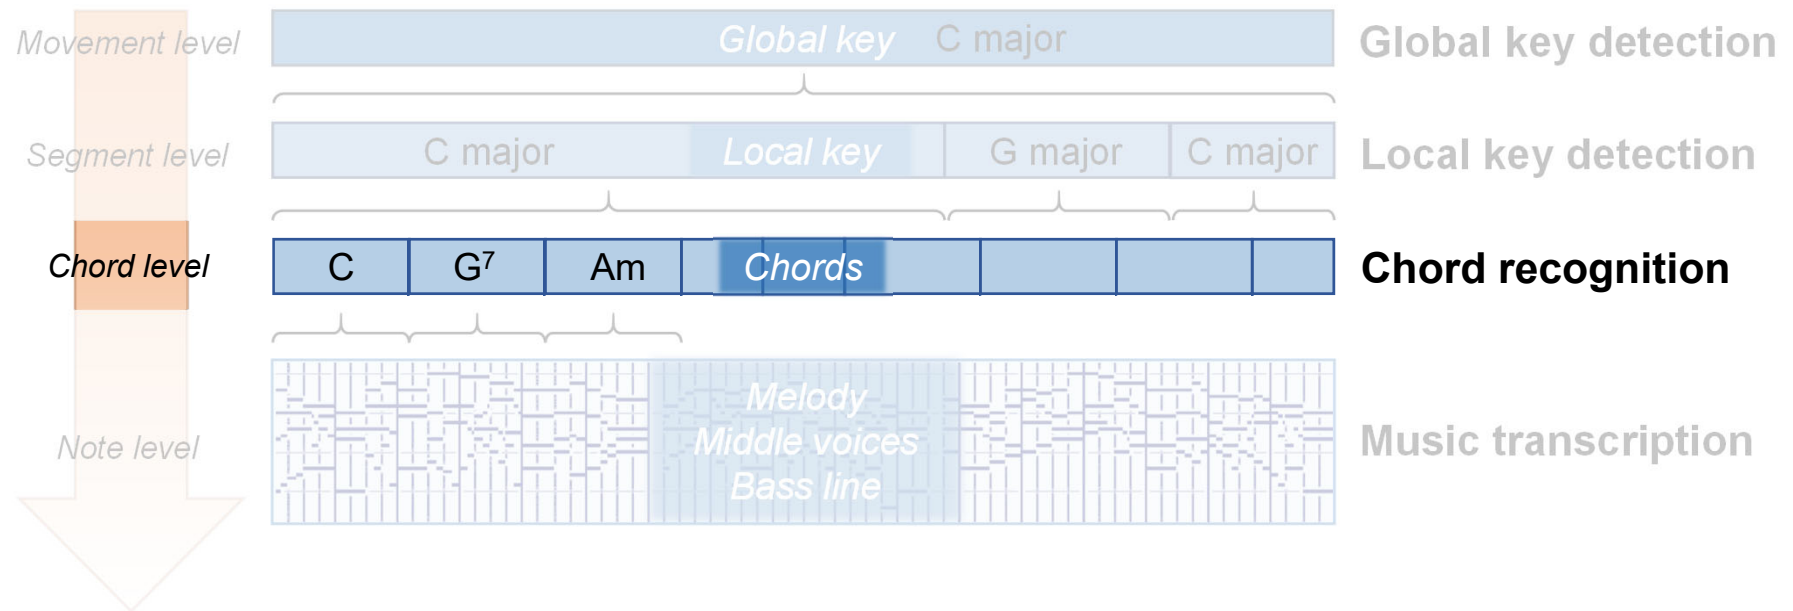 Movement level Global key C major Global key detection
Segment level C major Local key G major C major Local key detection
Chord level C G⁷ Am Chords Chord recognition
Melody
Note level Middle voices Music transcription
Bass line